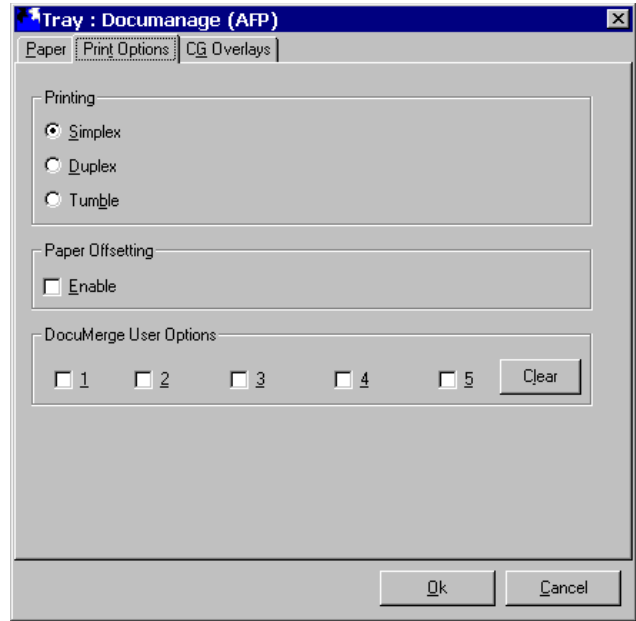 Tray : Documanage (AFP)
Paper Print Options CG Overlays
Printing
Simplex
Duplex
Tumble
Paper Offsetting
Enable
DocuMerge User Options
1 2 3 4 5 Clear
Ok Cancel